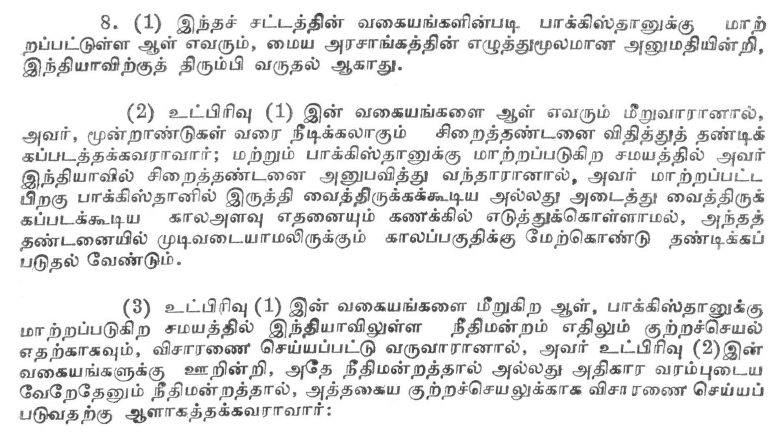 8. (1) இந்தச் சட்டத்தின் வகையங்களின்படி பாக்கிஸ்தானுக்கு மாற்
றப்பட்டுள்ள ஆள் எவரும், மைய அரசாங்கத்தின் எழுத்துமூலமான அனுமதியின்றி,
இந்தியாவிற்குத் திரும்பி வருதல் ஆகாது.
(2) உட்பிரிவு (1) இன் வகையங்களை ஆள் எவரும் மீறுவாரானால்,
அவர், மூன்றாண்டுகள் வரை நீடிக்கலாகும் சிறைத்தண்டனை விதித்துத் தண்டிக்
கப்படத்தக்கவராவார்; மற்றும் பாக்கிஸ்தானுக்கு மாற்றப்படுகிற சமயத்தில் அவர்
இந்தியாவில் சிறைத்தண்டனை அனுபவித்து வந்தாரானால், அவர் மாற்றப்பட்ட
பிறகு பாக்கிஸ்தானில் இருத்தி வைத்திருக்கக்கூடிய அல்லது அடைத்து வைத்திருக்
கப்படக்கூடிய காலஅளவு எதனையும் கணக்கில் எடுத்துக்கொள்ளாமல், அந்தத்
தண்டனையில் முடிவடையாமலிருக்கும் காலப்பகுதிக்கு மேற்கொண்டு தண்டிக்கப்
படுதல் வேண்டும்.
(3) உட்பிரிவு (1) இன் வகையங்களை மீறுகிற ஆள், பாக்கிஸ்தானுக்கு
மாற்றப்படுகிற சமயத்தில் இந்தியாவிலுள்ள நீதிமன்றம் எதிலும் குற்றச்செயல்
எதற்காகவும், விசாரணை செய்யப்பட்டு வருவாரானால், அவர் உட்பிரிவு (2)இன்
வகையங்களுக்கு ஊறின்றி, அதே நீதிமன்றத்தால் அல்லது அதிகார வரம்புடைய
வேறேதேனும் நீதிமன்றத்தால், அத்தகைய குற்றச்செயலுக்காக விசாரணை செய்யப்
படுவதற்கு ஆளாகத்தக்கவராவார்: